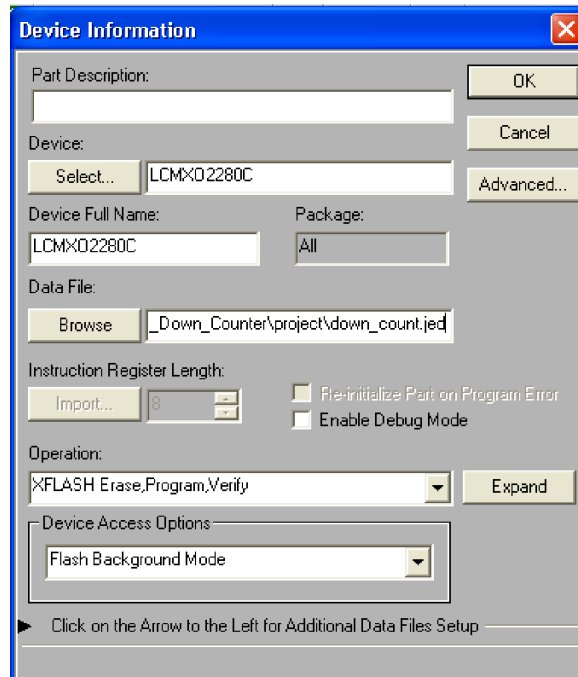 Device Information
Part Description:
OK
Device:
Cancel
Select...
LCMXO2280C
Advanced...
Device Full Name:
Package:
LCMXO2280C
All
Data File:
Browse
_Down_Counter\project\down_count.jed
Instruction Register Length:
Import...
8
Re-initialize Part on Program Error
Enable Debug Mode
Operation:
XFLASH Erase,Program,Verify
Expand
Device Access Options
Flash Background Mode
Click on the Arrow to the Left for Additional Data Files Setup